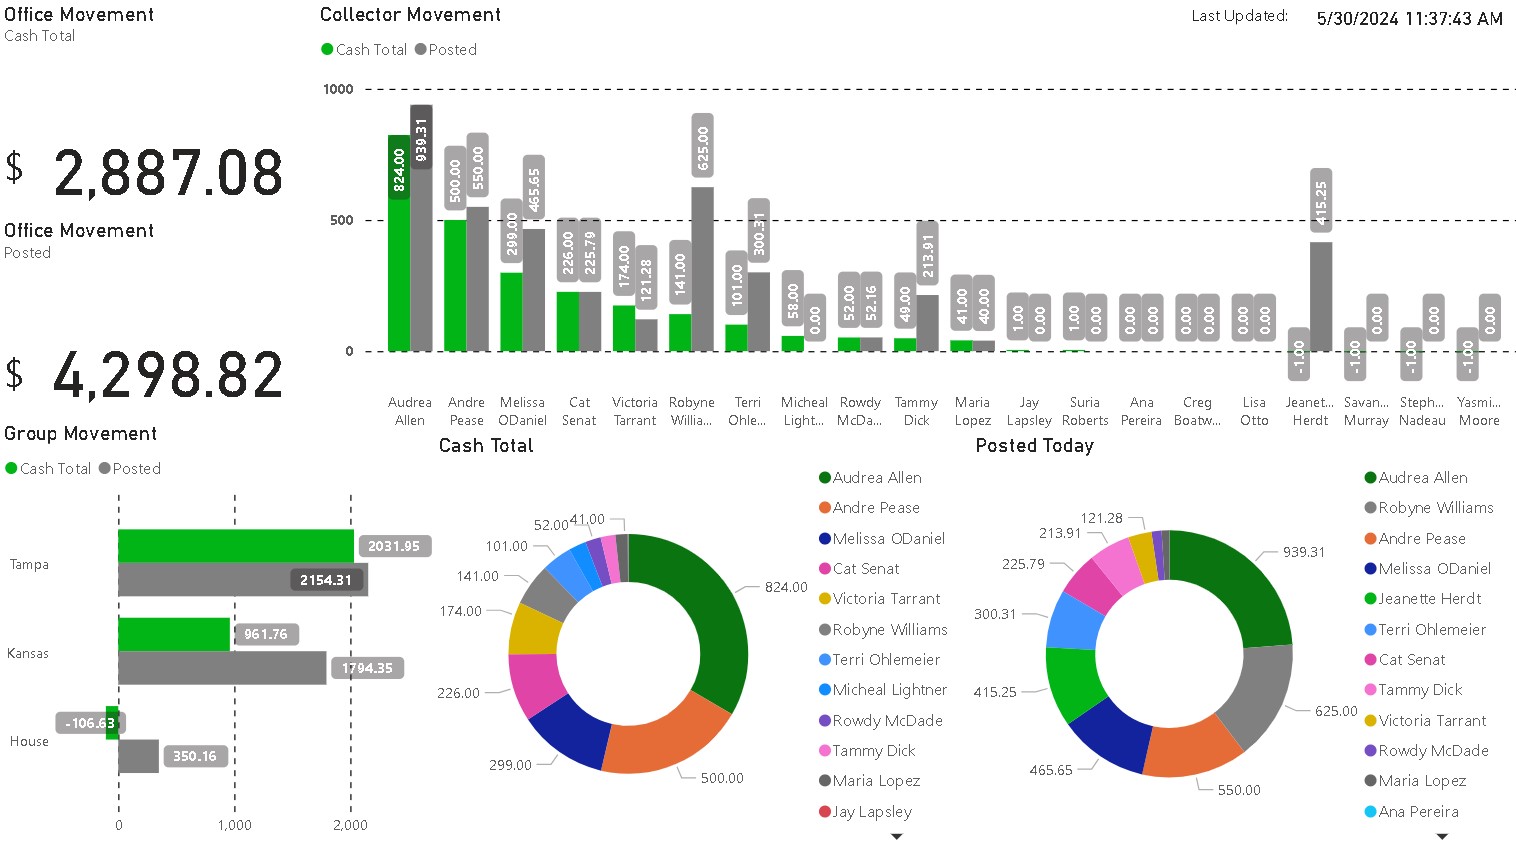 Office Movement
Cash Total
$ 2,887.08
Office Movement
Posted
$ 4,298.82
Collector Movement
Cash Total Posted
Last Updated: 5/30/2024 11:37:43 AM
1000
500
0
824.00 939.31
500.00 550.00
299.00 465.65
226.00 225.79
174.00 121.28
141.00 625.00
101.00 300.31
58.00 0.00
52.00 52.16
49.00 213.91
41.00 40.00
1.00 0.00
1.00 0.00
0.00 0.00
0.00 0.00
0.00 0.00
-1.00 415.25
-1.00 0.00
-1.00 0.00
-1.00 0.00
Audrea Allen
Andre Pease
Melissa ODaniel
Cat Senat
Victoria Tarrant
Robyne Willia...
Terri Ohle...
Micheal Light...
Rowdy McDa...
Tammy Dick
Maria Lopez
Jay Lapsley
Suria Roberts
Ana Pereira
Creg Boatw...
Lisa Otto
Jeanet... Herdt
Savan... Murray
Steph... Nadeau
Yasmi... Moore
Group Movement
Cash Total Posted
Tampa
2031.95
2154.31
Kansas
961.76
1794.35
House
-106.63
350.16
0 1,000 2,000
Cash Total
824.00
500.00
299.00
226.00
174.00
141.00
101.00
52.00
41.00
Audrea Allen
Andre Pease
Melissa ODaniel
Cat Senat
Victoria Tarrant
Robyne Williams
Terri Ohlemeier
Micheal Lightner
Rowdy McDade
Tammy Dick
Maria Lopez
Jay Lapsley
Posted Today
939.31
625.00
550.00
465.65
415.25
300.31
225.79
213.91
121.28
Audrea Allen
Robyne Williams
Andre Pease
Melissa ODaniel
Jeanette Herdt
Terri Ohlemeier
Cat Senat
Tammy Dick
Victoria Tarrant
Rowdy McDade
Maria Lopez
Ana Pereira